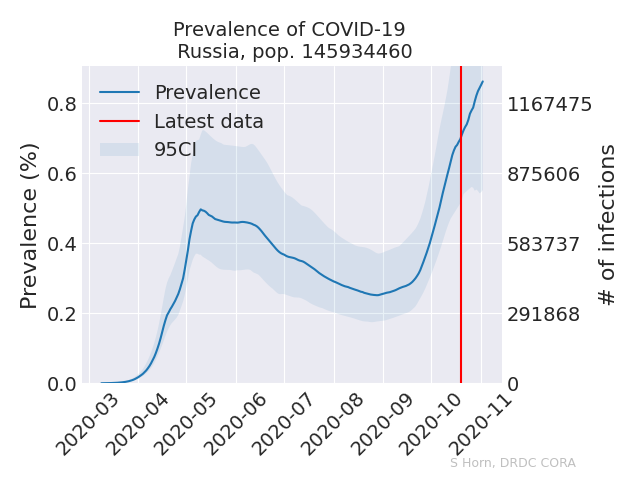 Prevalence of COVID-19
Russia, pop. 145934460
Prevalence
Latest data
95CI
Prevalence (%)
0.8
0.6
0.4
0.2
0.0
1167475
875606
583737
291868
0
# of infections
2020-03
2020-04
2020-05
2020-06
2020-07
2020-08
2020-09
2020-10
2020-11
S Horn, DRDC CORA